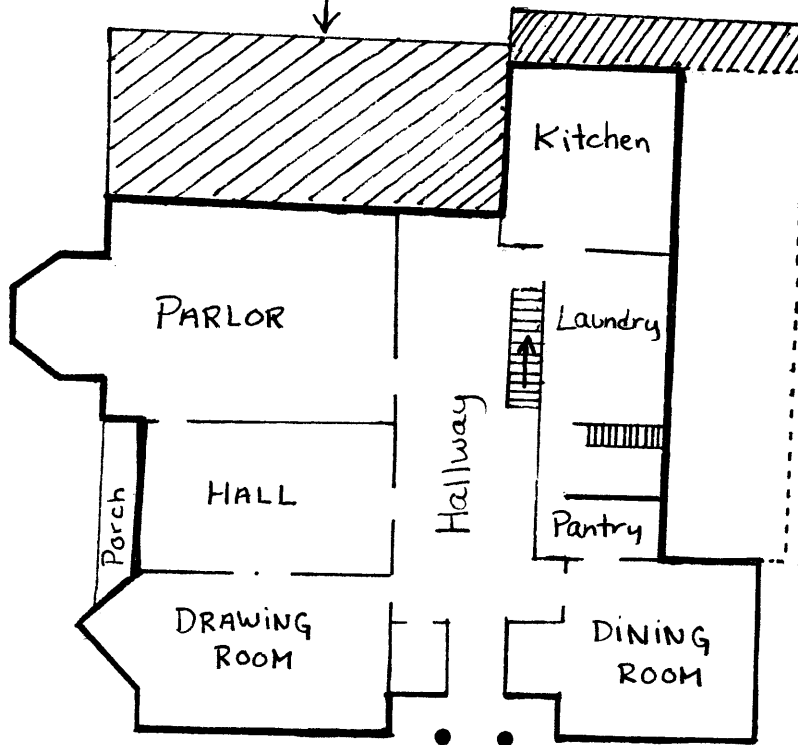 Kitchen
PARLOR
Laundry
Hallway
HALL
Porch
Pantry
DRAWING
ROOM
DINING
ROOM